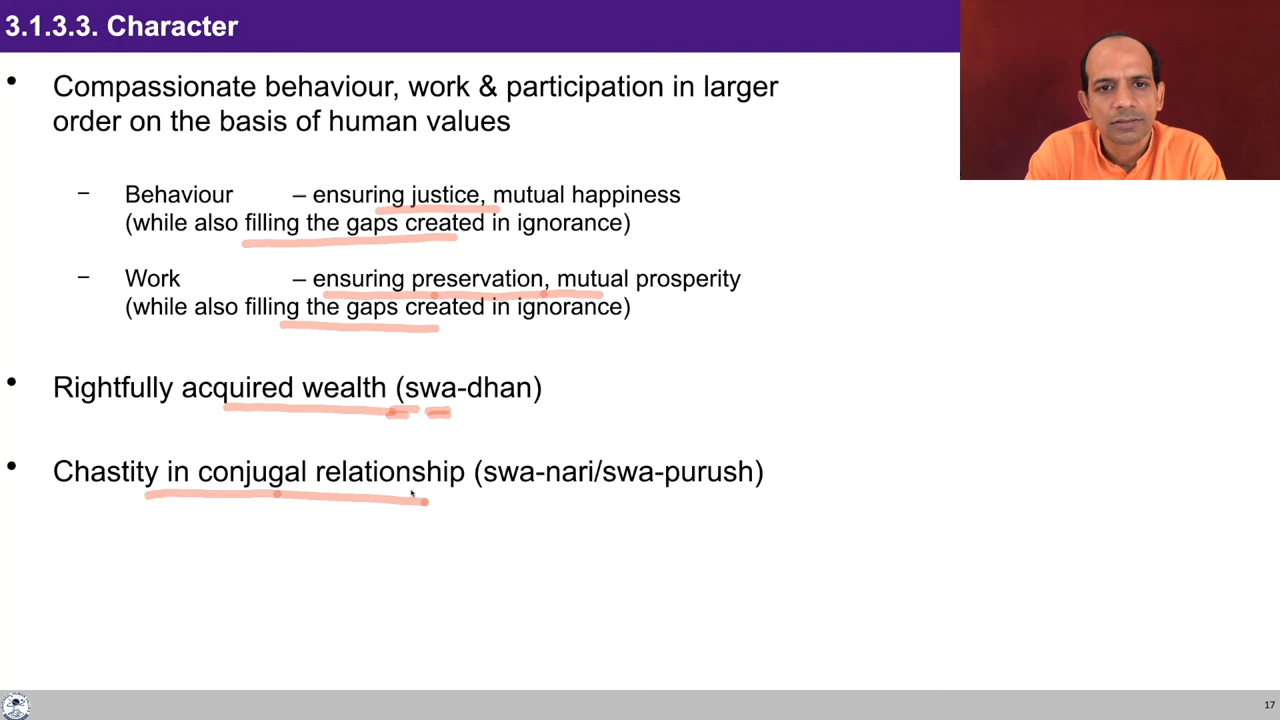 3.1.3.3. Character
• Compassionate behaviour, work & participation in larger
order on the basis of human values
– Behaviour – ensuring justice, mutual happiness
(while also filling the gaps created in ignorance)
– Work – ensuring preservation, mutual prosperity
(while also filling the gaps created in ignorance)
• Rightfully acquired wealth (swa-dhan)
• Chastity in conjugal relationship (swa-nari/swa-purush)
17